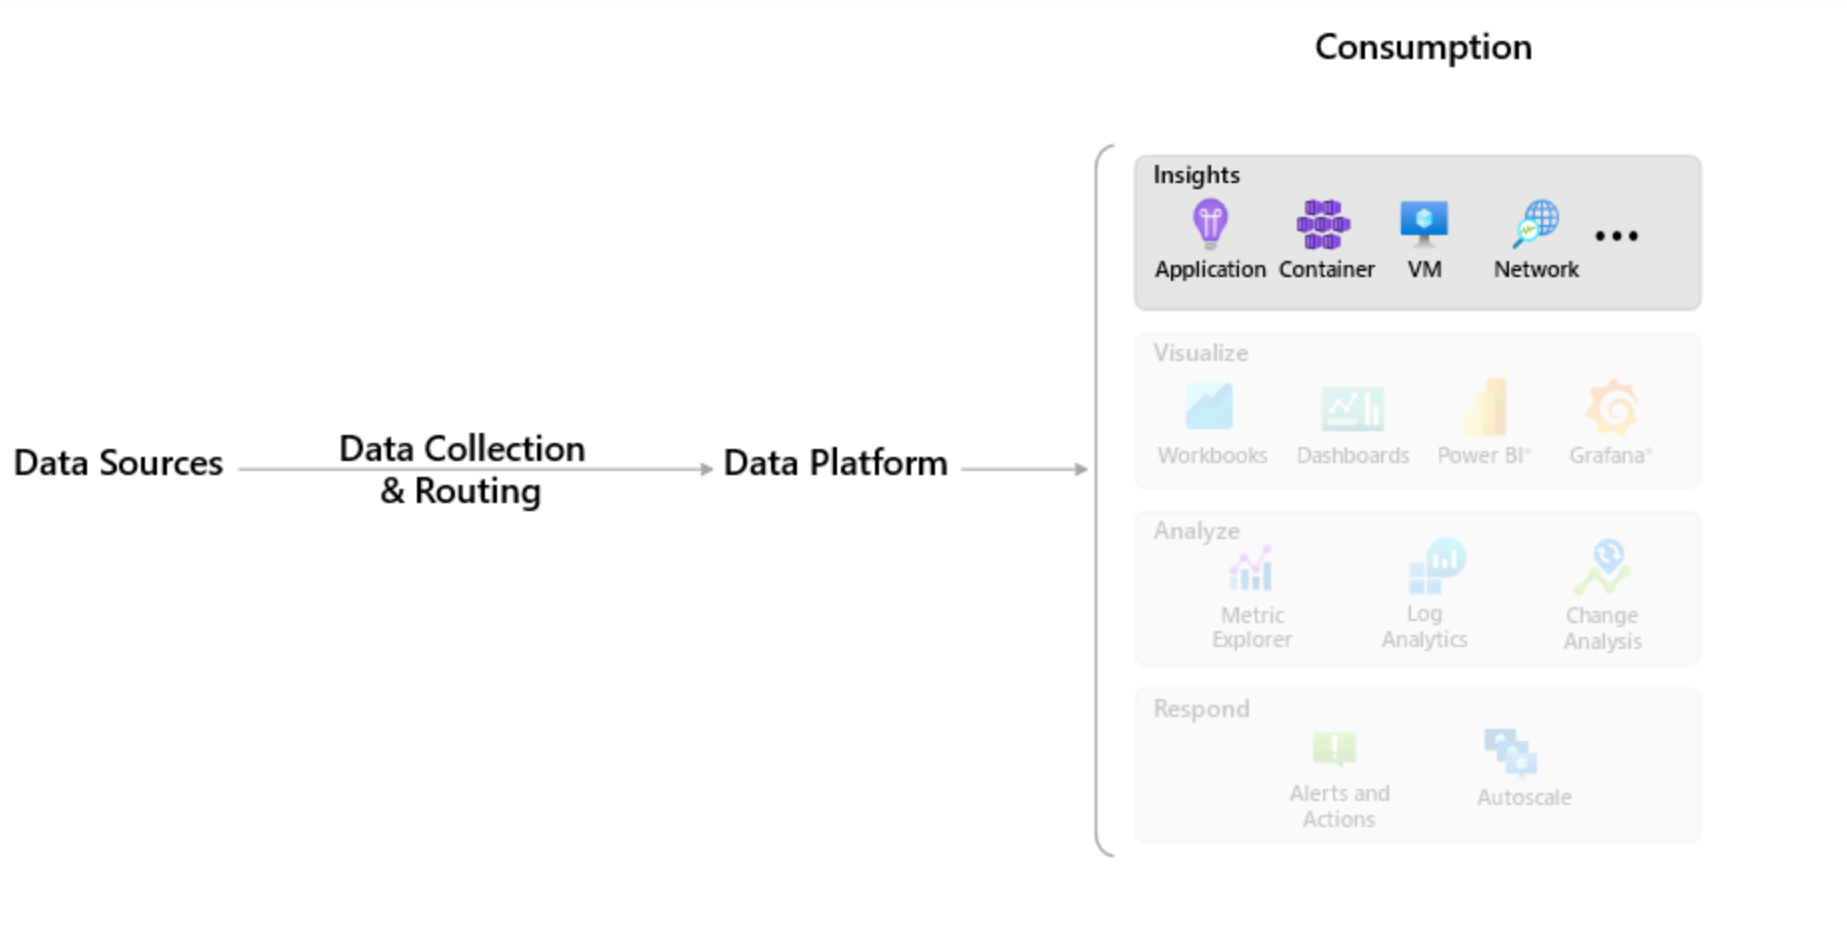 Consumption
Insights
Application Container VM Network •••
Visualize
Workbooks Dashboards Power BI* Grafana*
Data Sources
Data Collection
& Routing
Data Platform
Analyze
Metric
Explorer
Log
Analytics
Change
Analysis
Respond
Alerts and
Actions
Autoscale